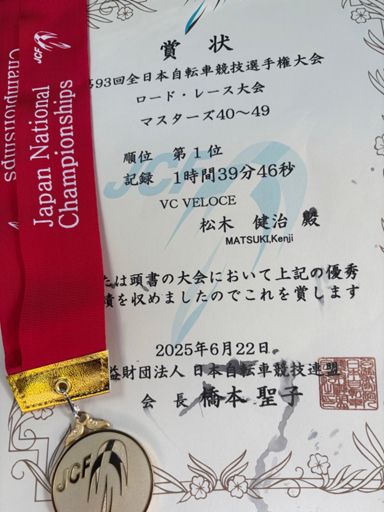 JCF
Japan National
Championships
Championships
賞状
第93回全日本自転車競技選手権大会
ロード・レース大会
マスターズ40～49
順位 第1位
記録 1時間39分46秒
VC VELOCE
松木 健治 殿
MATSUKI,Kenji
たは頭書の大会において上記の優秀
績を収めましたのでこれを賞します
2025年6月22日
益財団法人 日本自転車競技連盟
会長 橋本聖子
JCF
JCF